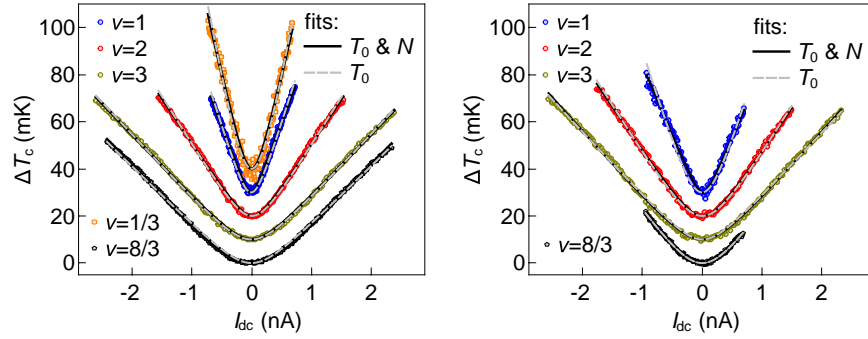 ν=1
ν=2
ν=3
fits:
T₀ & N
T₀
ν=1/3
ν=8/3
100
80
60
40
20
0
ΔTc (mK)
-2 -1 0 1 2
Idc (nA)
ν=1
ν=2
ν=3
fits:
T₀ & N
T₀
ν=8/3
100
80
60
40
20
0
ΔTc (mK)
-2 -1 0 1 2
Idc (nA)